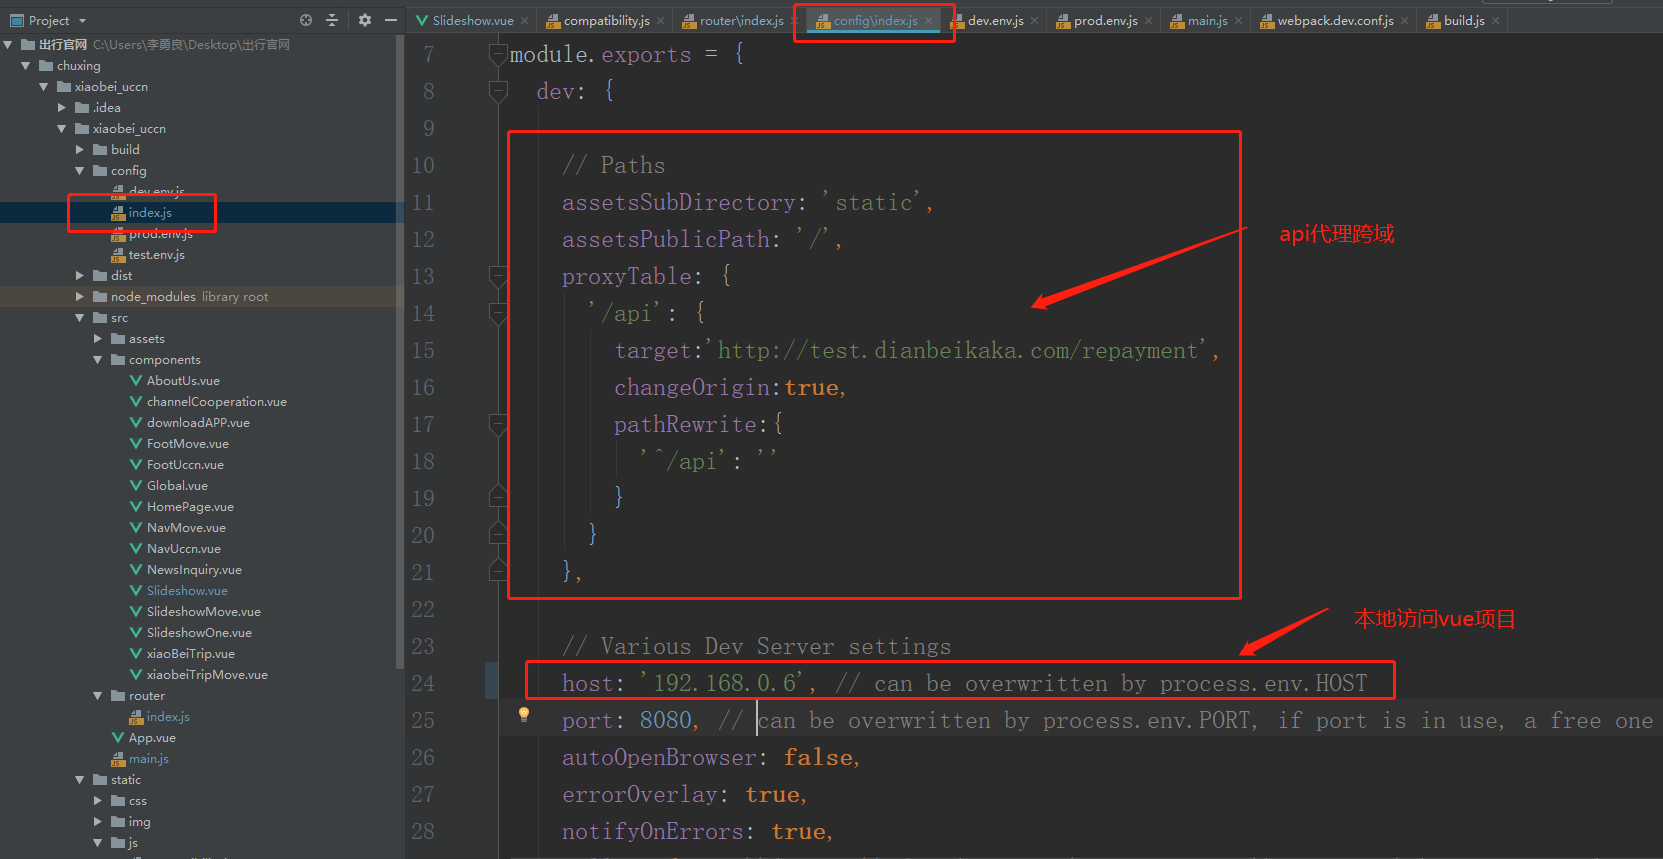 Project
Slideshow.vue
compatibility.js
router\index.js
config\index.js
dev.env.js
prod.env.js
main.js
webpack.dev.conf.js
build.js
出行官网 C:\Users\李勇良\Desktop\出行官网
chuxing
xiaobei_uccn
.idea
xiaobei_uccn
build
config
dev.env.js
index.js
prod.env.js
test.env.js
dist
node_modules library root
src
assets
components
AboutUs.vue
channelCooperation.vue
downloadAPP.vue
FootMove.vue
FootUccn.vue
Global.vue
HomePage.vue
NavMove.vue
NavUccn.vue
NewsInquiry.vue
Slideshow.vue
SlideshowMove.vue
SlideshowOne.vue
xiaoBeiTrip.vue
xiaobeiTripMove.vue
router
index.js
App.vue
main.js
static
css
img
js
7 module.exports = {
8 dev: {
9
10 // Paths
11 assetsSubDirectory: 'static',
12 assetsPublicPath: '/',
13 proxyTable: {
14 '/api': {
15 target:'http://test.dianbeikaka.com/repayment',
16 changeOrigin:true,
17 pathRewrite:{
18 '^/api': ''
19 }
20 }
21 },
22
23 // Various Dev Server settings
24 host: '192.168.0.6', // can be overwritten by process.env.HOST
25 port: 8080, // can be overwritten by process.env.PORT, if port is in use, a free one
26 autoOpenBrowser: false,
27 errorOverlay: true,
28 notifyOnErrors: true,
api代理跨域
本地访问vue项目